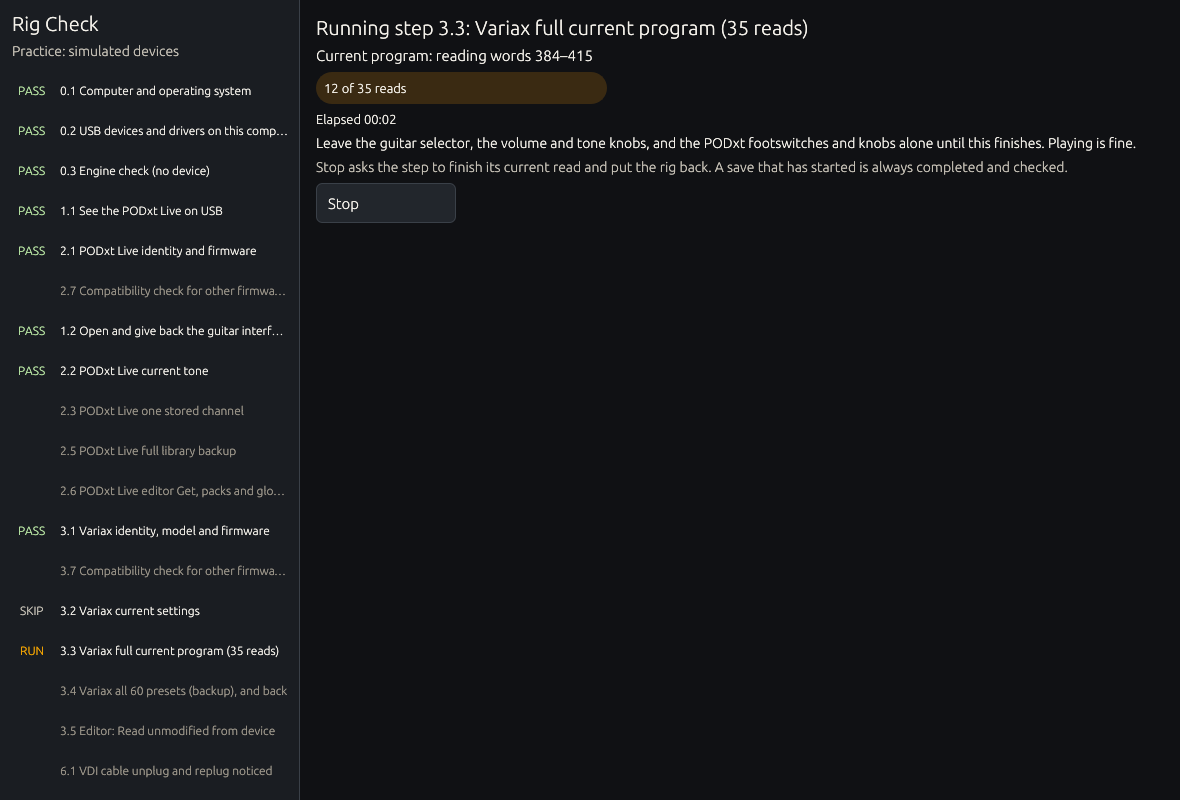 Rig Check
Practice: simulated devices
PASS 0.1 Computer and operating system
PASS 0.2 USB devices and drivers on this comp…
PASS 0.3 Engine check (no device)
PASS 1.1 See the PODxt Live on USB
PASS 2.1 PODxt Live identity and firmware
2.7 Compatibility check for other firmwa…
PASS 1.2 Open and give back the guitar interf…
PASS 2.2 PODxt Live current tone
2.3 PODxt Live one stored channel
2.5 PODxt Live full library backup
2.6 PODxt Live editor Get, packs and glo…
PASS 3.1 Variax identity, model and firmware
3.7 Compatibility check for other firmwa…
SKIP 3.2 Variax current settings
RUN 3.3 Variax full current program (35 reads)
3.4 Variax all 60 presets (backup), and back
3.5 Editor: Read unmodified from device
6.1 VDI cable unplug and replug noticed
Running step 3.3: Variax full current program (35 reads)
Current program: reading words 384–415
12 of 35 reads
Elapsed 00:02
Leave the guitar selector, the volume and tone knobs, and the PODxt footswitches and knobs alone until this finishes. Playing is fine.
Stop asks the step to finish its current read and put the rig back. A save that has started is always completed and checked.
Stop